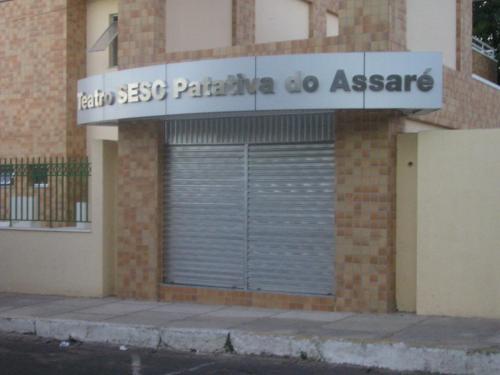 Teatro SESC Patativa do Assaré